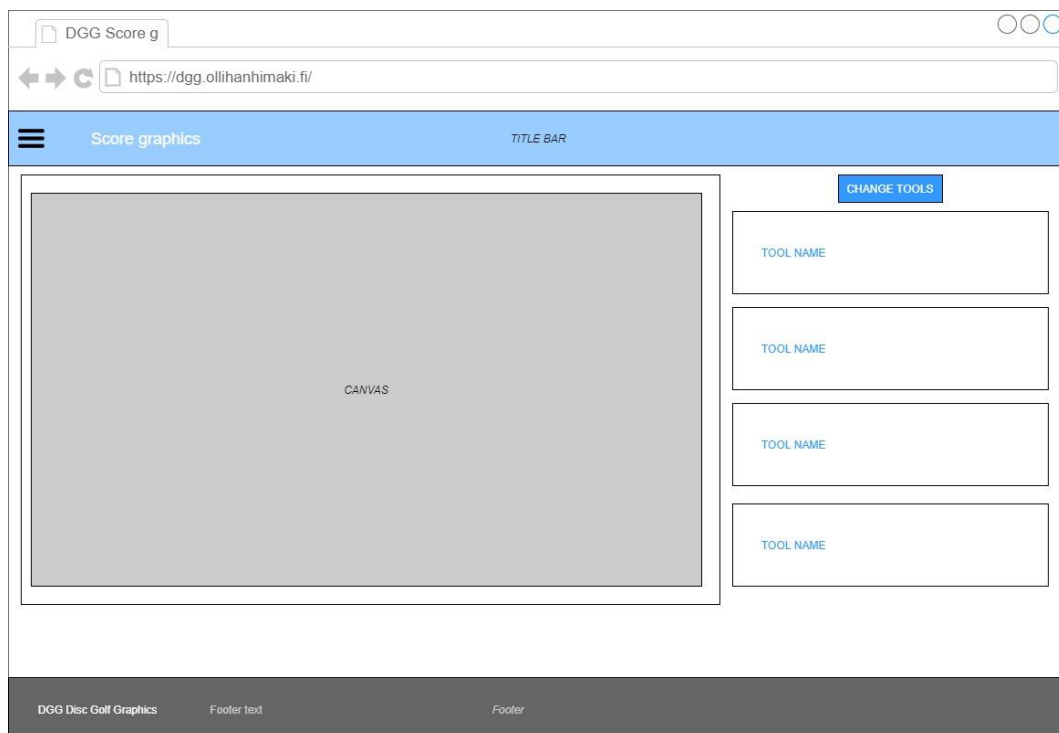 DGG Score g
https://dgg.ollihanhimaki.fi/
Score graphics
TITLE BAR
CHANGE TOOLS
TOOL NAME
TOOL NAME
CANVAS
TOOL NAME
TOOL NAME
DGG Disc Golf Graphics
Footer text
Footer